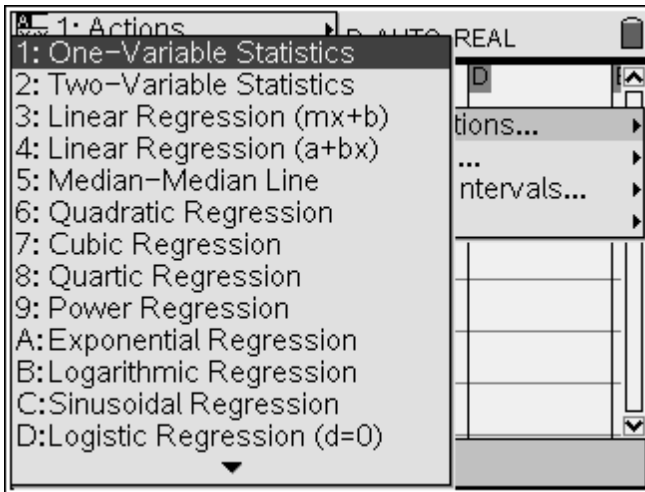 1: Actions
REAL
1: One-Variable Statistics
2: Two-Variable Statistics
3: Linear Regression (mx+b)
4: Linear Regression (a+bx)
5: Median-Median Line
6: Quadratic Regression
7: Cubic Regression
8: Quartic Regression
9: Power Regression
A:Exponential Regression
B:Logarithmic Regression
C:Sinusoidal Regression
D:Logistic Regression (d=0)
D
tions...
...
ntervals...